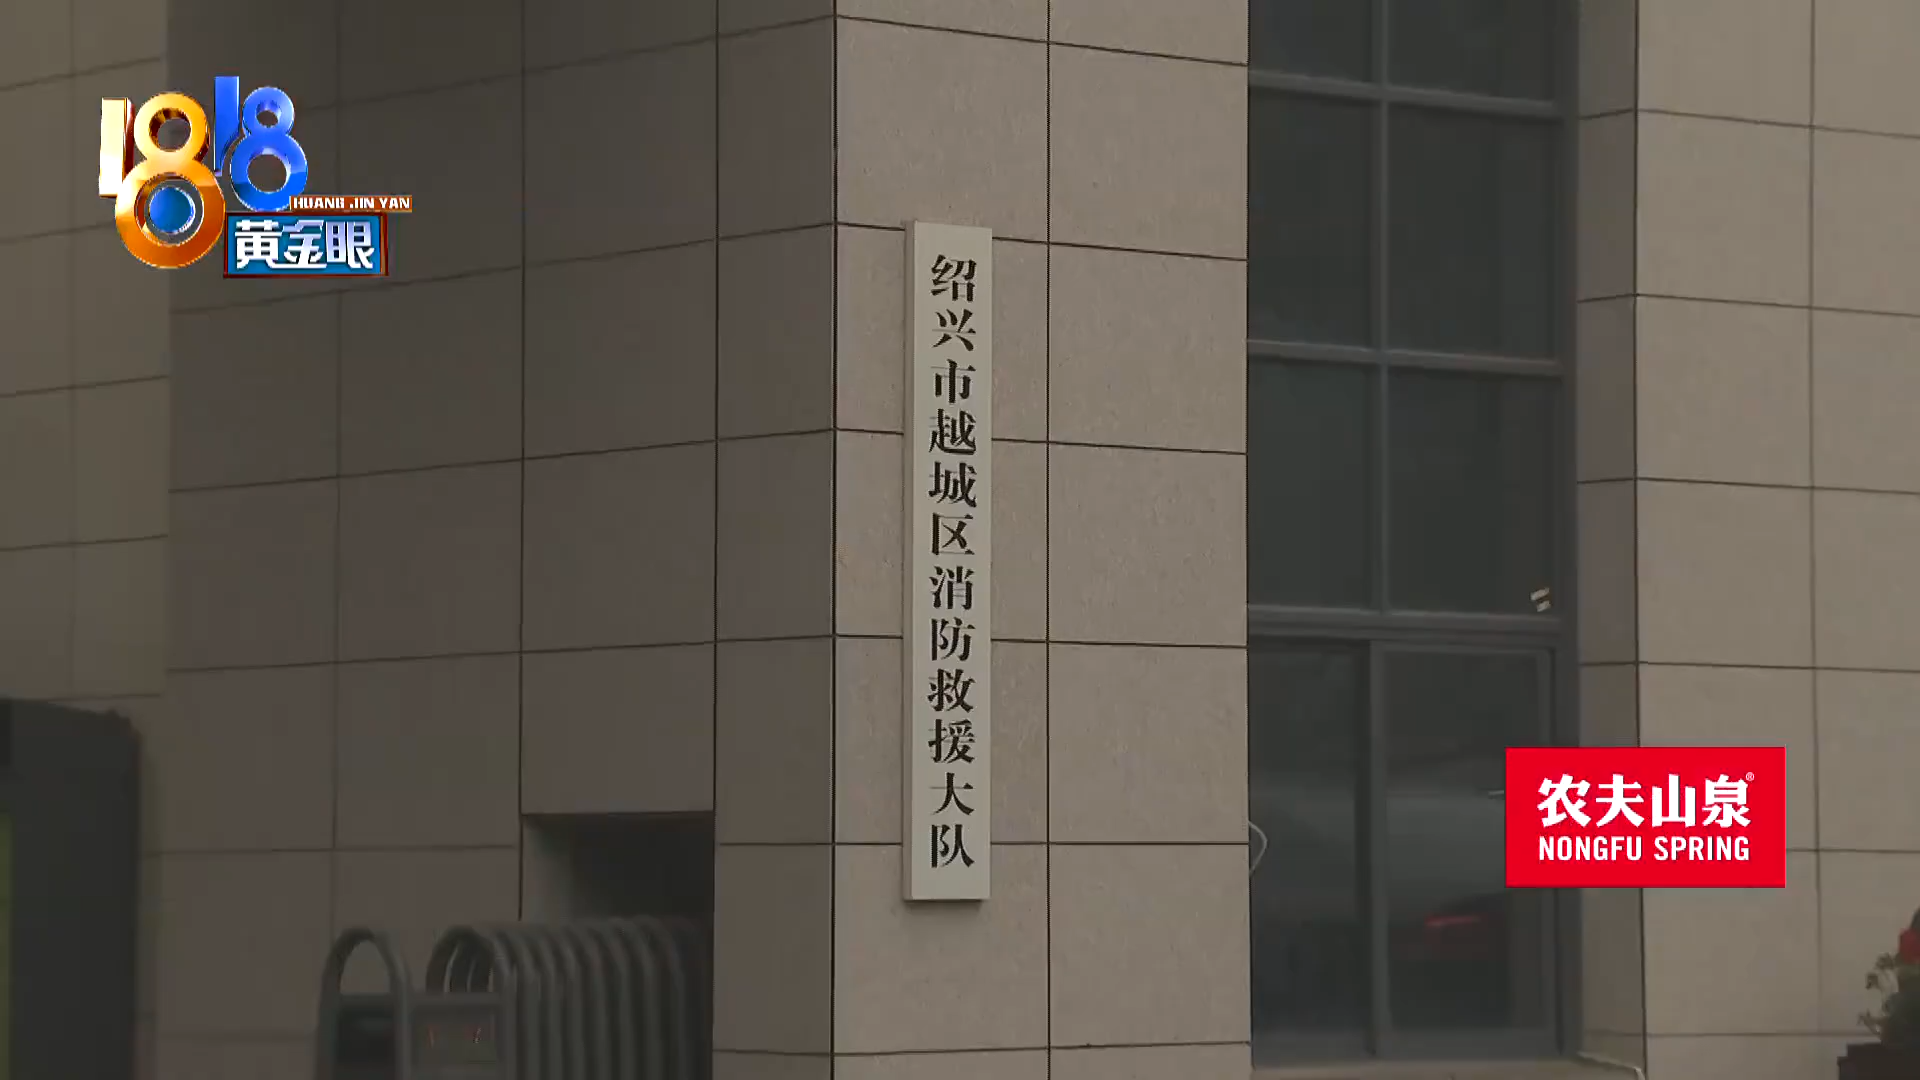 1818
HUANG JIN YAN
黄金眼
绍兴市越城区消防救援大队
农夫山泉®
NONGFU SPRING